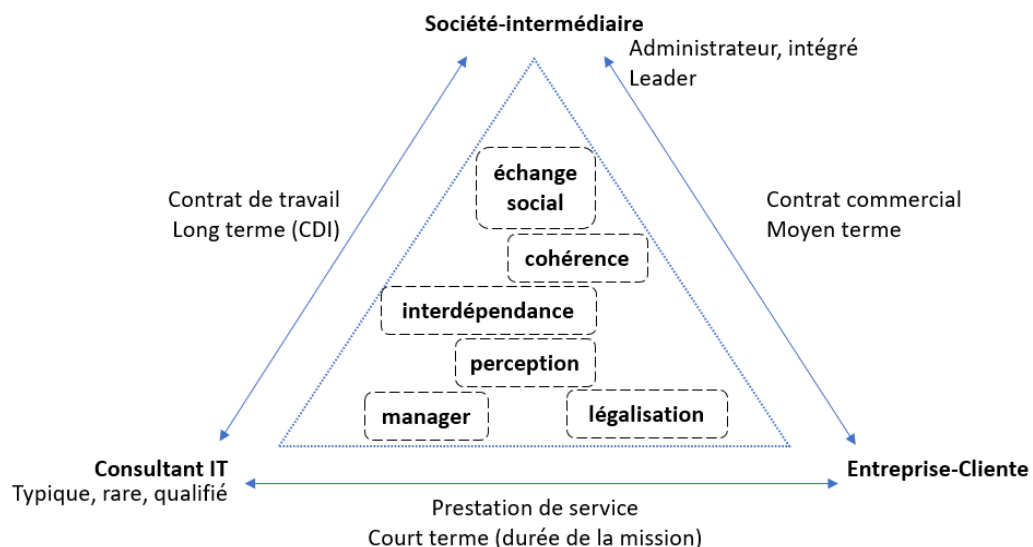 Société-intermédiaire
Administrateur, intégré
Leader
échange
social
Contrat de travail
Long terme (CDI)
Contrat commercial
Moyen terme
cohérence
interdépendance
perception
manager
légalisation
Consultant IT
Typique, rare, qualifié
Entreprise-Cliente
Prestation de service
Court terme (durée de la mission)